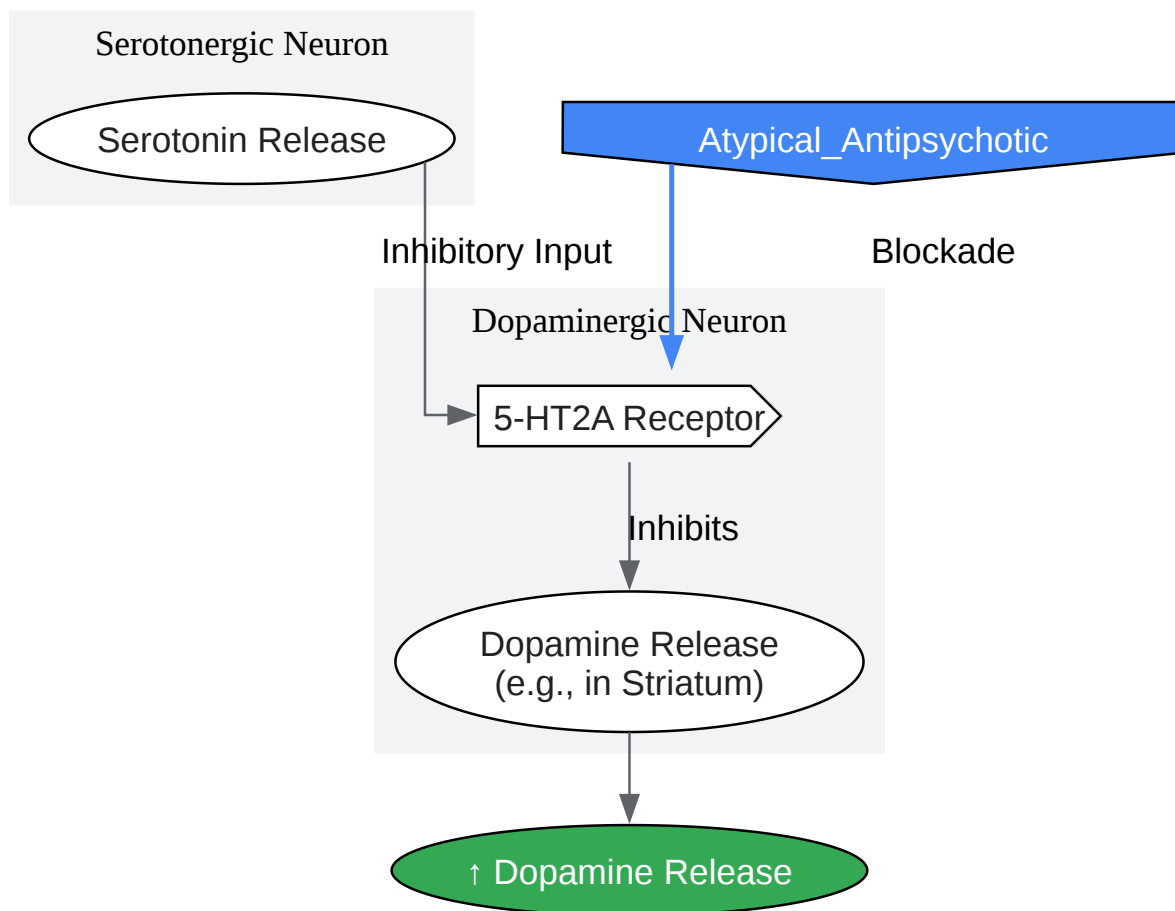 Serotonergic Neuron
Serotonin Release
Atypical_Antipsychotic
Inhibitory Input
Blockade
Dopaminergic Neuron
5-HT2A Receptor
Inhibits
Dopamine Release
(e.g., in Striatum)
↑ Dopamine Release